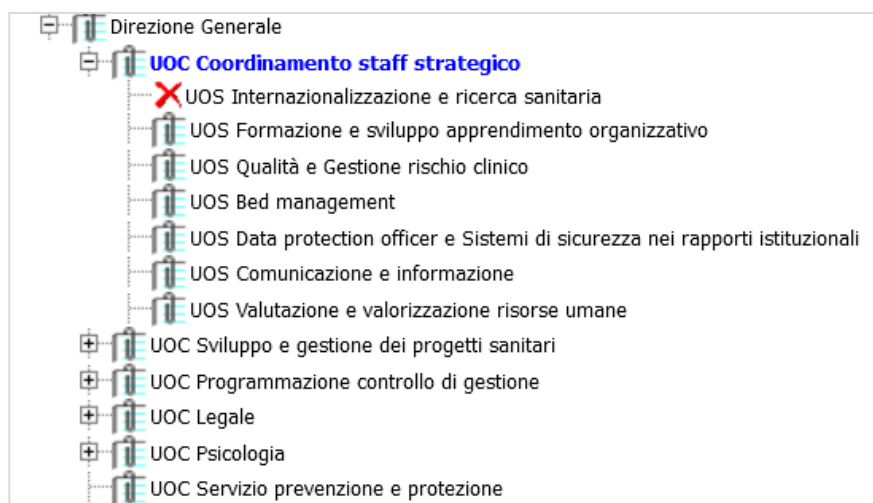 Direzione Generale
UOC Coordinamento staff strategico
UOS Internazionalizzazione e ricerca sanitaria
UOS Formazione e sviluppo apprendimento organizzativo
UOS Qualità e Gestione rischio clinico
UOS Bed management
UOS Data protection officer e Sistemi di sicurezza nei rapporti istituzionali
UOS Comunicazione e informazione
UOS Valutazione e valorizzazione risorse umane
UOC Sviluppo e gestione dei progetti sanitari
UOC Programmazione controllo di gestione
UOC Legale
UOC Psicologia
UOC Servizio prevenzione e protezione